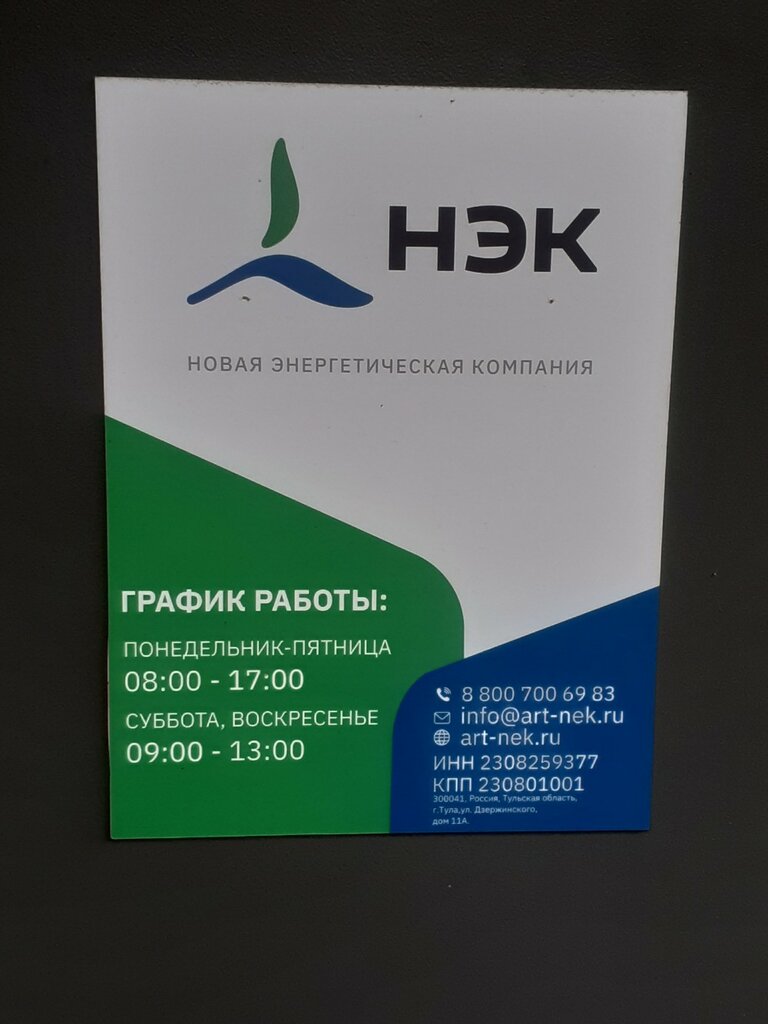 НЭК
НОВАЯ ЭНЕРГЕТИЧЕСКАЯ КОМПАНИЯ
ГРАФИК РАБОТЫ:
ПОНЕДЕЛЬНИК-ПЯТНИЦА
08:00 - 17:00
СУББОТА, ВОСКРЕСЕНЬЕ
09:00 - 13:00
8 800 700 69 83
info@art-nek.ru
art-nek.ru
ИНН 2308259377
КПП 230801001
300041, Россия, Тульская область,
г.Тула,ул. Дзержинского,
дом 11А.